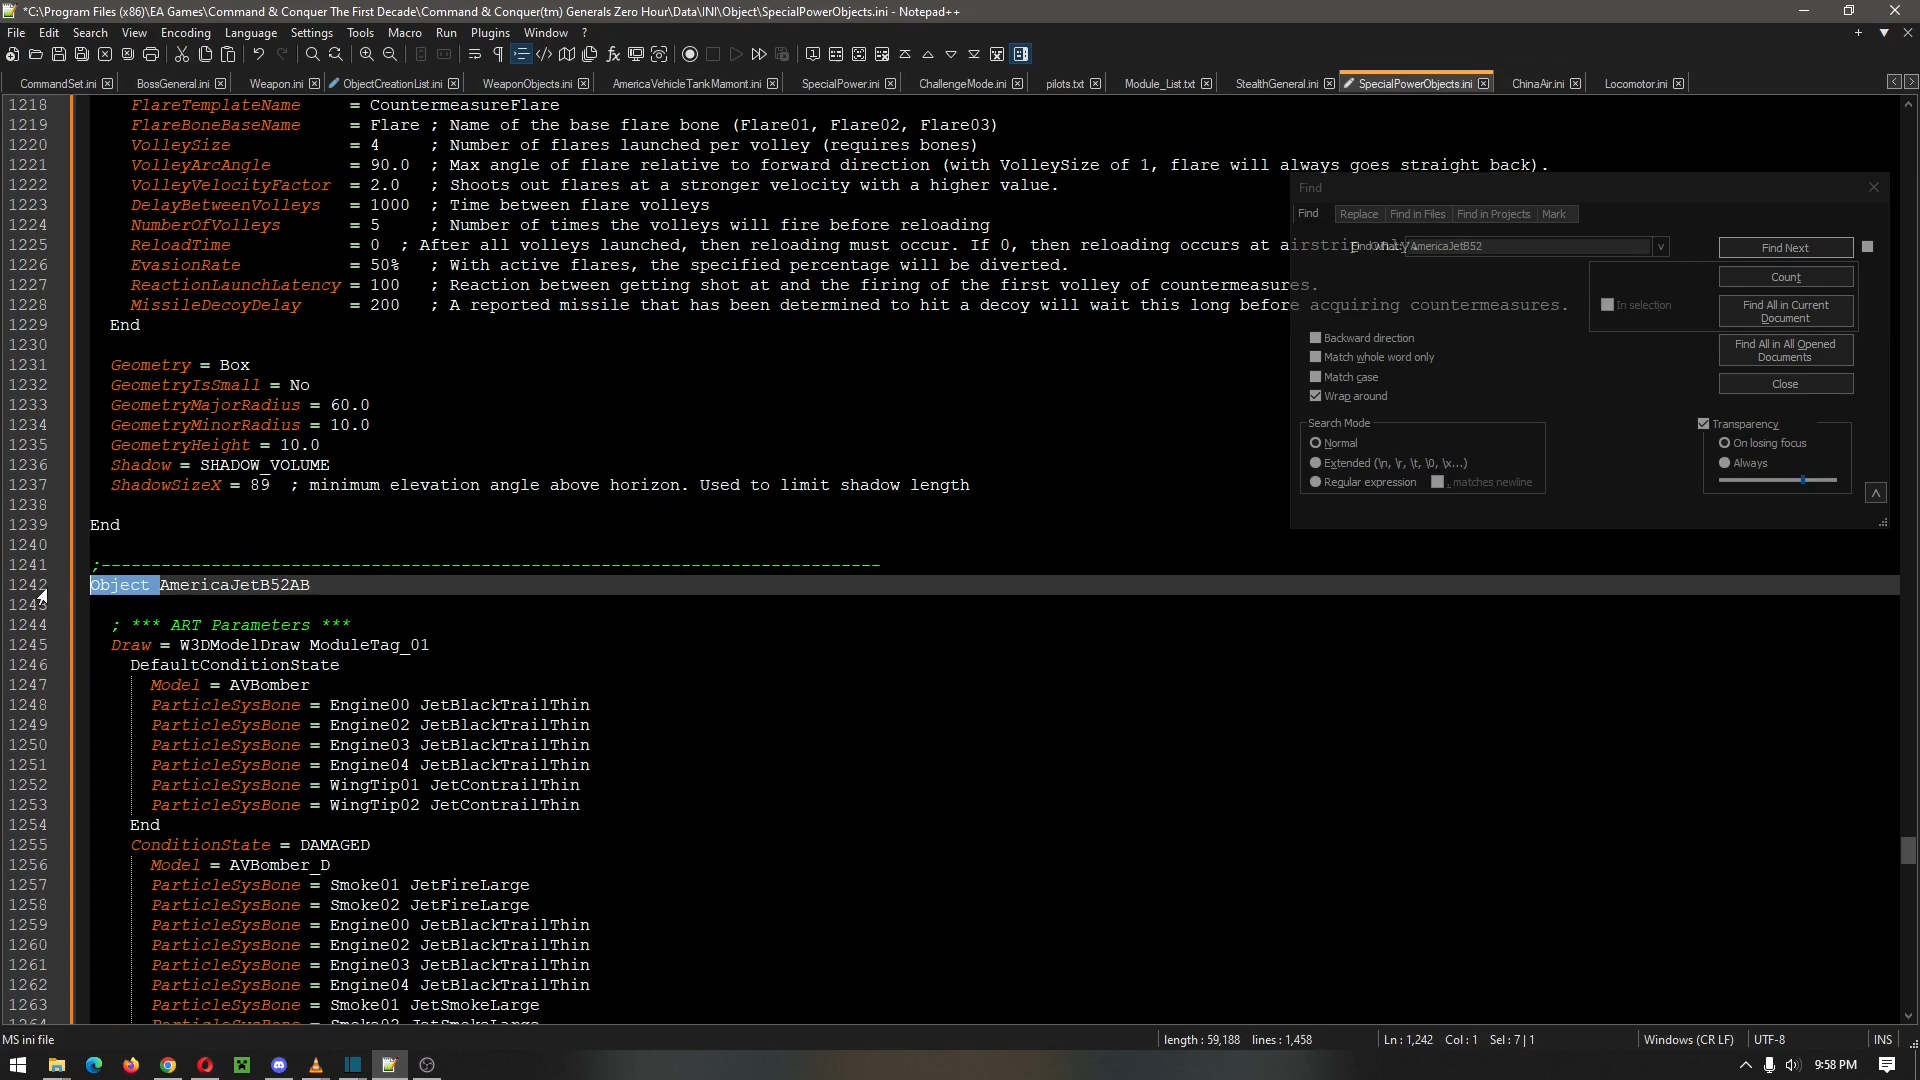 *C:\Program Files (x86)\EA Games\Command & Conquer The First Decade\Command & Conquer(tm) Generals Zero Hour\Data\INI\Object\SpecialPowerObjects.ini - Notepad++
File Edit Search View Encoding Language Settings Tools Macro Run Plugins Window ?
CommandSet.ini BossGeneral.ini Weapon.ini ObjectCreationList.ini WeaponObjects.ini AmericaVehicleTankMamont.ini SpecialPower.ini ChallengeMode.ini pilots.txt Module_List.txt StealthGeneral.ini SpecialPowerObjects.ini ChinaAir.ini Locomotor.ini
1218 FlareTemplateName = CountermeasureFlare
1219 FlareBoneBaseName = Flare ; Name of the base flare bone (Flare01, Flare02, Flare03)
1220 VolleySize = 4 ; Number of flares launched per volley (requires bones)
1221 VolleyArcAngle = 90.0 ; Max angle of flare relative to forward direction (with VolleySize of 1, flare will always goes straight back).
1222 VolleyVelocityFactor = 2.0 ; Shoots out flares at a stronger velocity with a higher value.
1223 DelayBetweenVolleys = 1000 ; Time between flare volleys
1224 NumberOfVolleys = 5 ; Number of times the volleys will fire before reloading
1225 ReloadTime = 0 ; After all volleys launched, then reloading must occur. If 0, then reloading occurs at airstrip only.
1226 EvasionRate = 50% ; With active flares, the specified percentage will be diverted.
1227 ReactionLaunchLatency = 100 ; Reaction between getting shot at and the firing of the first volley of countermeasures.
1228 MissileDecoyDelay = 200 ; A reported missile that has been determined to hit a decoy will wait this long before acquiring countermeasures.
1229 End
1230
1231 Geometry = Box
1232 GeometryIsSmall = No
1233 GeometryMajorRadius = 60.0
1234 GeometryMinorRadius = 10.0
1235 GeometryHeight = 10.0
1236 Shadow = SHADOW_VOLUME
1237 ShadowSizeX = 89 ; minimum elevation angle above horizon. Used to limit shadow length
1238
1239 End
1240
1241 ;------------------------------------------------------------------------------
1242 Object AmericaJetB52AB
1243
1244 ; *** ART Parameters ***
1245 Draw = W3DModelDraw ModuleTag_01
1246 DefaultConditionState
1247 Model = AVBomber
1248 ParticleSysBone = Engine00 JetBlackTrailThin
1249 ParticleSysBone = Engine02 JetBlackTrailThin
1250 ParticleSysBone = Engine03 JetBlackTrailThin
1251 ParticleSysBone = Engine04 JetBlackTrailThin
1252 ParticleSysBone = WingTip01 JetContrailThin
1253 ParticleSysBone = WingTip02 JetContrailThin
1254 End
1255 ConditionState = DAMAGED
1256 Model = AVBomber_D
1257 ParticleSysBone = Smoke01 JetFireLarge
1258 ParticleSysBone = Smoke02 JetFireLarge
1259 ParticleSysBone = Engine00 JetBlackTrailThin
1260 ParticleSysBone = Engine02 JetBlackTrailThin
1261 ParticleSysBone = Engine03 JetBlackTrailThin
1262 ParticleSysBone = Engine04 JetBlackTrailThin
1263 ParticleSysBone = Smoke01 JetSmokeLarge
Find
Find Replace Find in Files Find in Projects Mark
Find what: AmericaJetB52
Find Next
Count
In selection
Find All in Current
Document
Find All in All Opened
Documents
Close
Backward direction
Match whole word only
Match case
Wrap around
Search Mode
Normal
Extended (\n, \r, \t, \0, \x...)
Regular expression
. matches newline
Transparency
On losing focus
Always
MS ini file length : 59,188 lines : 1,458 Ln : 1,242 Col : 1 Sel : 7 | 1 Windows (CR LF) UTF-8 INS
9:58 PM